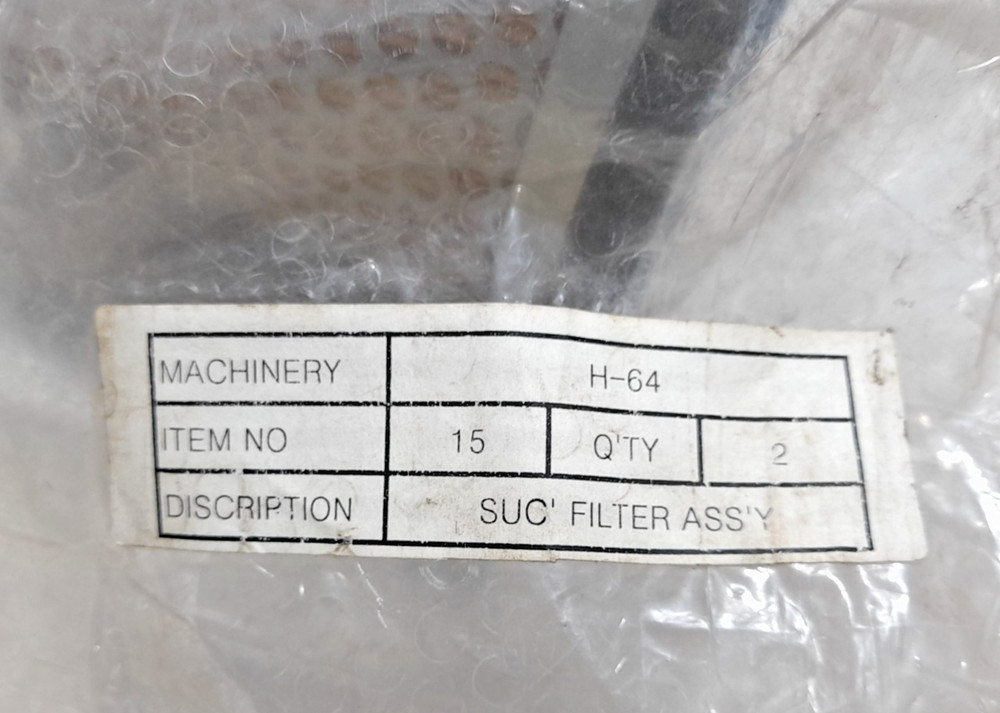 MACHINERY H-64
ITEM NO 15 Q'TY 2
DISCRIPTION SUC' FILTER ASS'Y